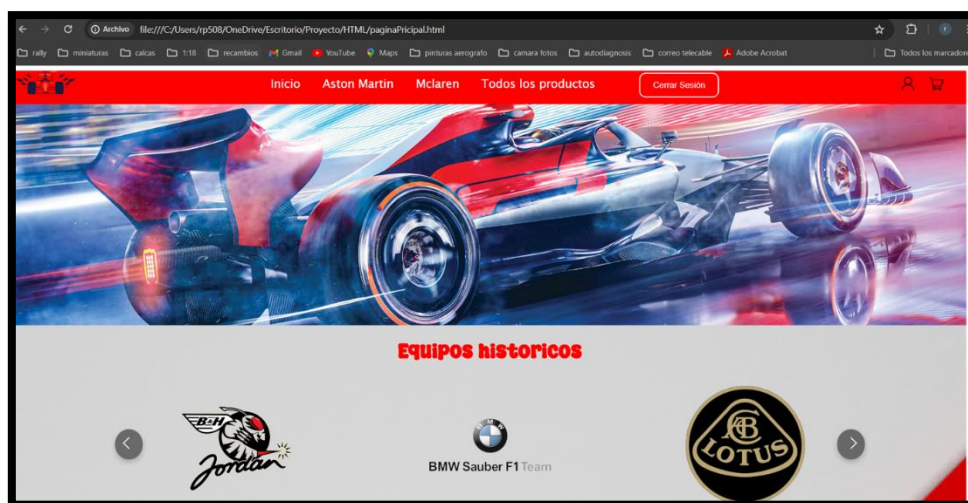 Archivo file:///C:/Users/rp508/OneDrive/Escritorio/Proyecto/HTML/paginaPricipal.html
rally miniaturas calcas 1:18 recambios Gmail YouTube Maps pinturas aerografo camara fotos autodiagnosis correo telecable Adobe Acrobat Todos los marcadores
Inicio Aston Martin Mclaren Todos los productos Cerrar Sesión
Equipos historicos
B&H
Jordan
BMW
BMW Sauber F1 Team
LOTUS